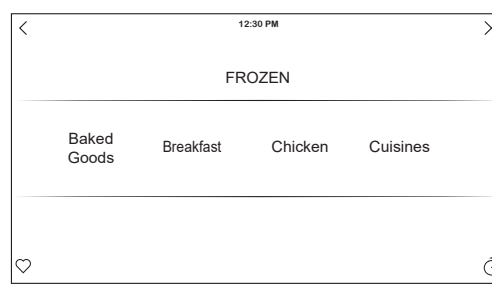 12:30 PM
FROZEN
Baked
Goods
Breakfast
Chicken
Cuisines